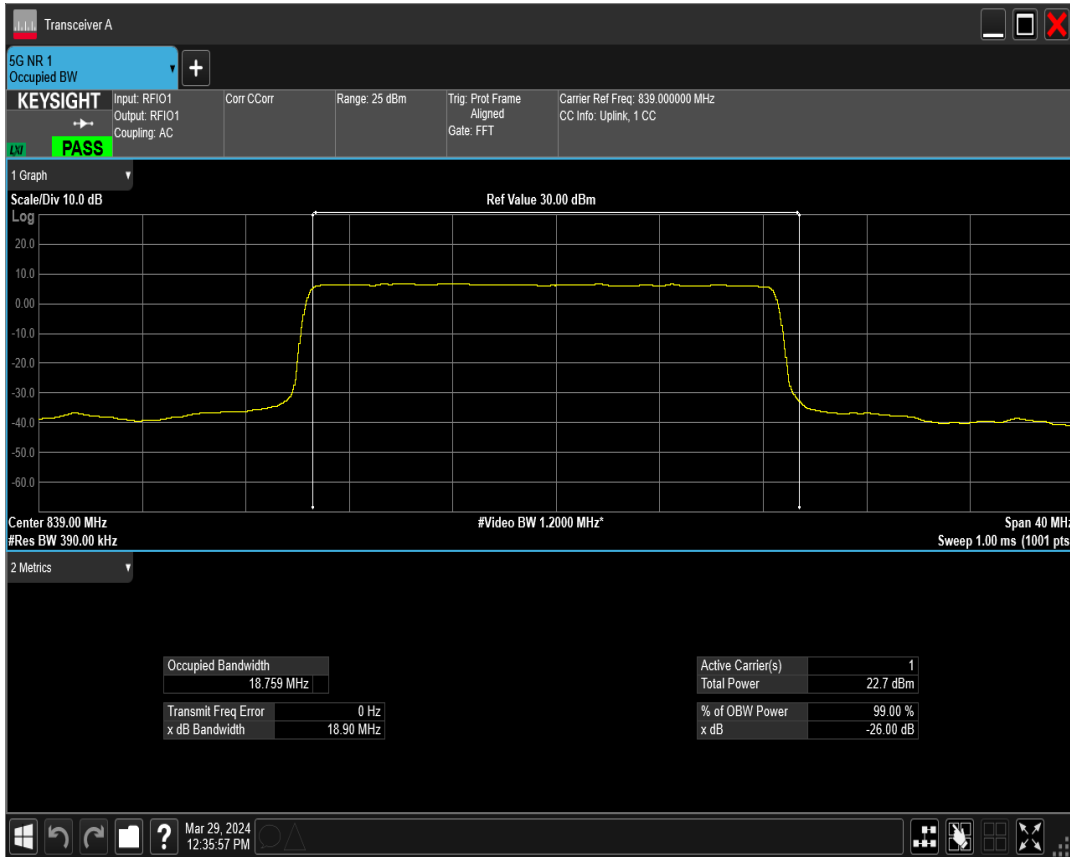 Transceiver A
5G NR 1
Occupied BW
+
KEYSIGHT
LXI
PASS
Input: RFIO1
Output: RFIO1
Coupling: AC
Corr CCorr
Range: 25 dBm
Trig: Prot Frame
Aligned
Gate: FFT
Carrier Ref Freq: 839.000000 MHz
CC Info: Uplink, 1 CC
1 Graph
Scale/Div 10.0 dB
Ref Value 30.00 dBm
Log
20.0
10.0
0.00
-10.0
-20.0
-30.0
-40.0
-50.0
-60.0
Center 839.00 MHz
#Video BW 1.2000 MHz*
Span 40 MHz
#Res BW 390.00 kHz
Sweep 1.00 ms (1001 pts
2 Metrics
Occupied Bandwidth
18.759 MHz
Transmit Freq Error 0 Hz
x dB Bandwidth 18.90 MHz
Active Carrier(s) 1
Total Power 22.7 dBm
% of OBW Power 99.00 %
x dB -26.00 dB
?
Mar 29, 2024
12:35:57 PM